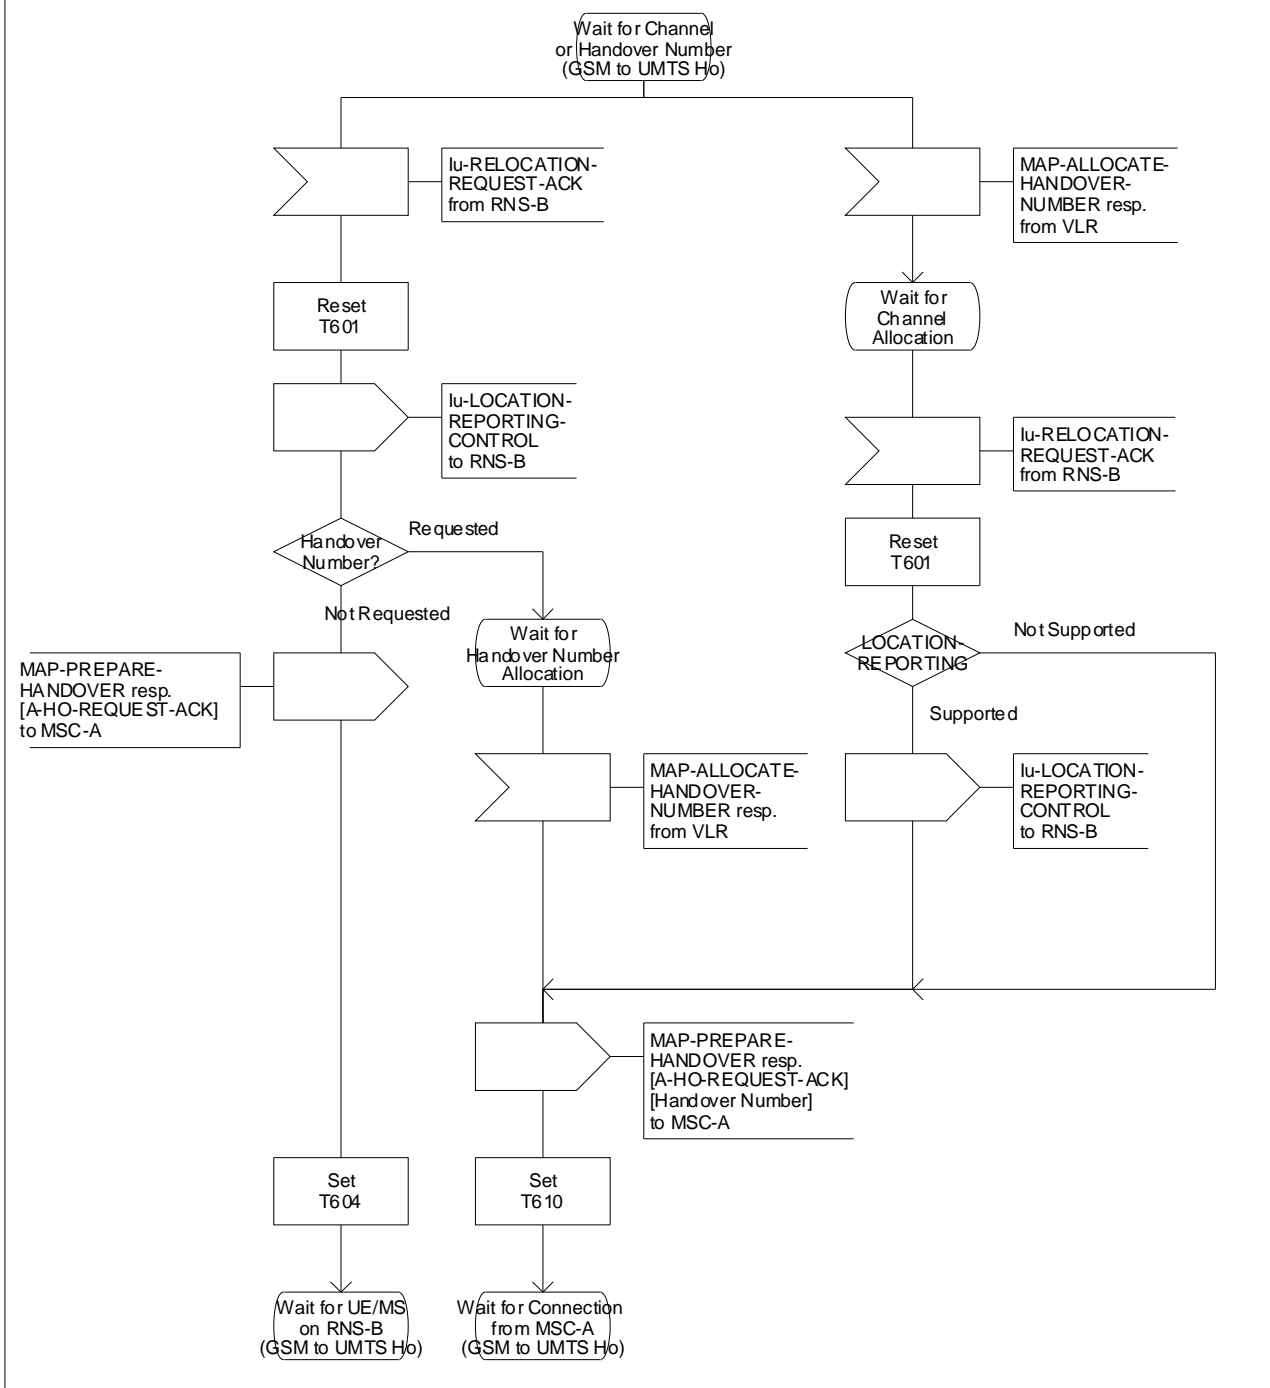 Wait for Channel
or Handover Number
(GSM to UMTS Ho)
Iu-RELOCATION-
REQUEST-ACK
from RNS-B
MAP-ALLOCATE-
HANDOVER-
NUMBER resp.
from VLR
Reset
T601
Wait for
Channel
Allocation
Iu-LOCATION-
REPORTING-
CONTROL
to RNS-B
Iu-RELOCATION-
REQUEST-ACK
from RNS-B
Handover
Number?
Requested
Not Requested
Reset
T601
Wait for
Handover Number
Allocation
LOCATION-
REPORTING
Not Supported
Supported
MAP-PREPARE-
HANDOVER resp.
[A-HO-REQUEST-ACK]
to MSC-A
MAP-ALLOCATE-
HANDOVER-
NUMBER resp.
from VLR
Iu-LOCATION-
REPORTING-
CONTROL
to RNS-B
MAP-PREPARE-
HANDOVER resp.
[A-HO-REQUEST-ACK]
[Handover Number]
to MSC-A
Set
T604
Set
T610
Wait for UE/MS
on RNS-B
(GSM to UMTS Ho)
Wait for Connection
from MSC-A
(GSM to UMTS Ho)